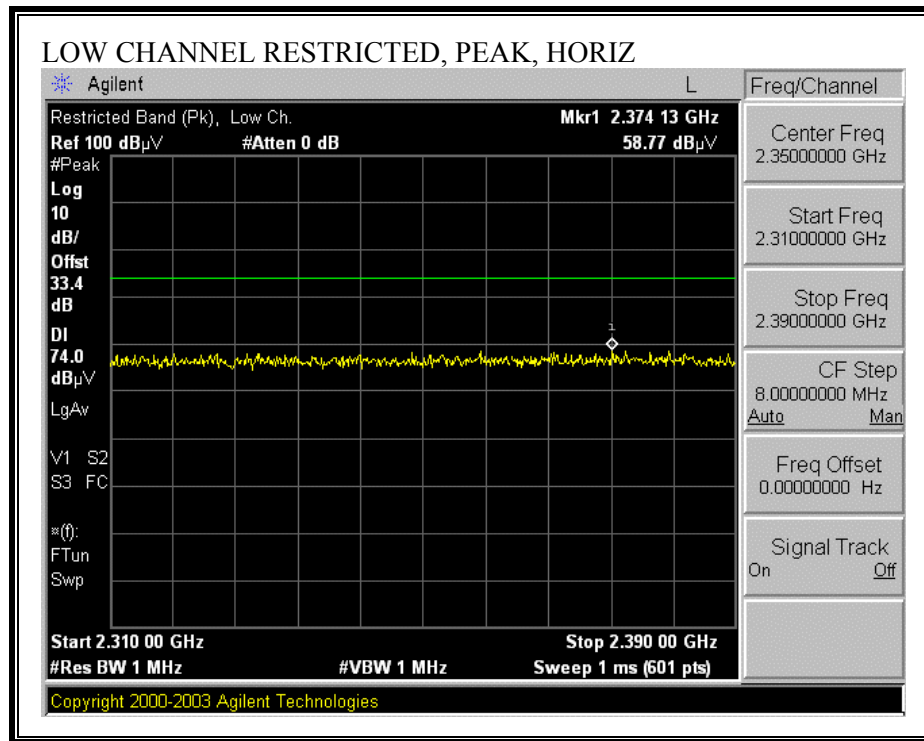 LOW CHANNEL RESTRICTED, PEAK, HORIZ
Agilent L Freq/Channel
Restricted Band (Pk), Low Ch. Mkr1 2.374 13 GHz
Ref 100 dBµV #Atten 0 dB 58.77 dBµV
#Peak
Log
10
dB/
Offst
33.4
dB
DI
74.0
dBµV
LgAv
V1 S2
S3 FC
¤(f):
FTun
Swp
1
Start 2.310 00 GHz Stop 2.390 00 GHz
#Res BW 1 MHz #VBW 1 MHz Sweep 1 ms (601 pts)
Center Freq
2.35000000 GHz
Start Freq
2.31000000 GHz
Stop Freq
2.39000000 GHz
CF Step
8.00000000 MHz
Auto Man
Freq Offset
0.00000000 Hz
Signal Track
On Off
Copyright 2000-2003 Agilent Technologies